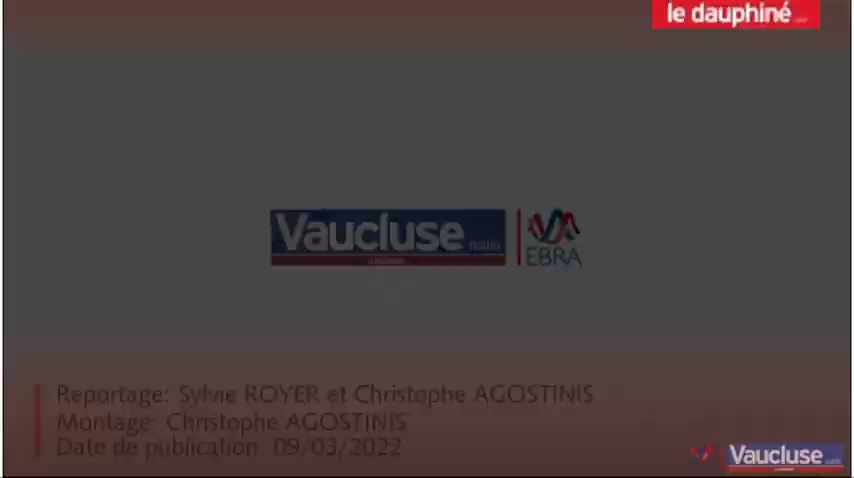 le dauphiné
Vaucluse matin
EBRA
Reportage: Sylvie ROYER et Christophe AGOSTINIS
Montage: Christophe AGOSTINIS
Date de publication: 09/03/2022
Vaucluse